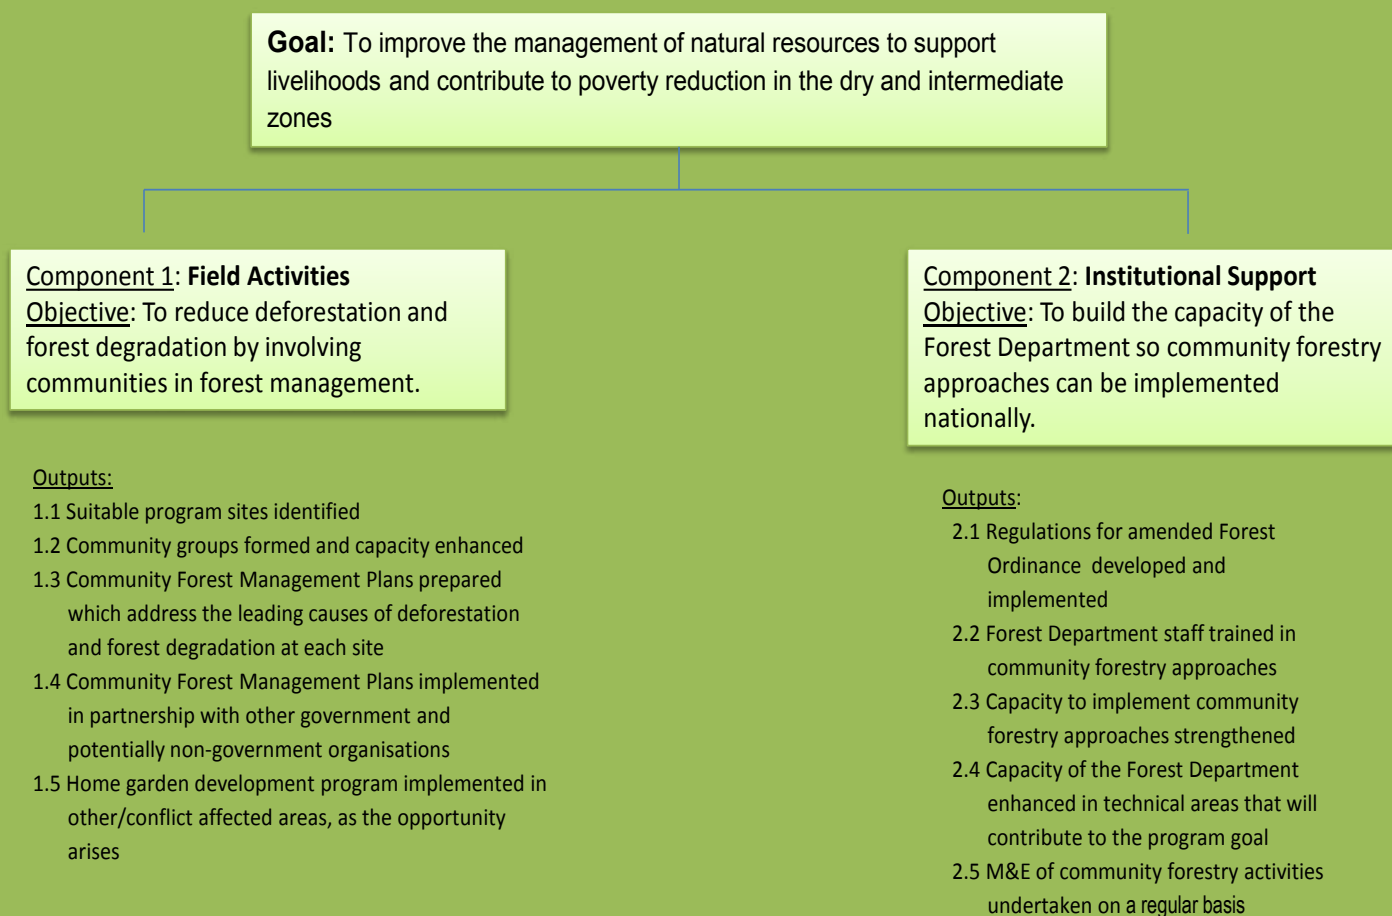 Goal: To improve the management of natural resources to support
livelihoods and contribute to poverty reduction in the dry and intermediate
zones
Component 1: Field Activities
Objective: To reduce deforestation and
forest degradation by involving
communities in forest management.
Outputs:
1.1 Suitable program sites identified
1.2 Community groups formed and capacity enhanced
1.3 Community Forest Management Plans prepared
which address the leading causes of deforestation
and forest degradation at each site
1.4 Community Forest Management Plans implemented
in partnership with other government and
potentially non-government organisations
1.5 Home garden development program implemented in
other/conflict affected areas, as the opportunity
arises
Component 2: Institutional Support
Objective: To build the capacity of the
Forest Department so community forestry
approaches can be implemented
nationally.
Outputs:
2.1 Regulations for amended Forest
Ordinance developed and
implemented
2.2 Forest Department staff trained in
community forestry approaches
2.3 Capacity to implement community
forestry approaches strengthened
2.4 Capacity of the Forest Department
enhanced in technical areas that will
contribute to the program goal
2.5 M&E of community forestry activities
undertaken on a regular basis